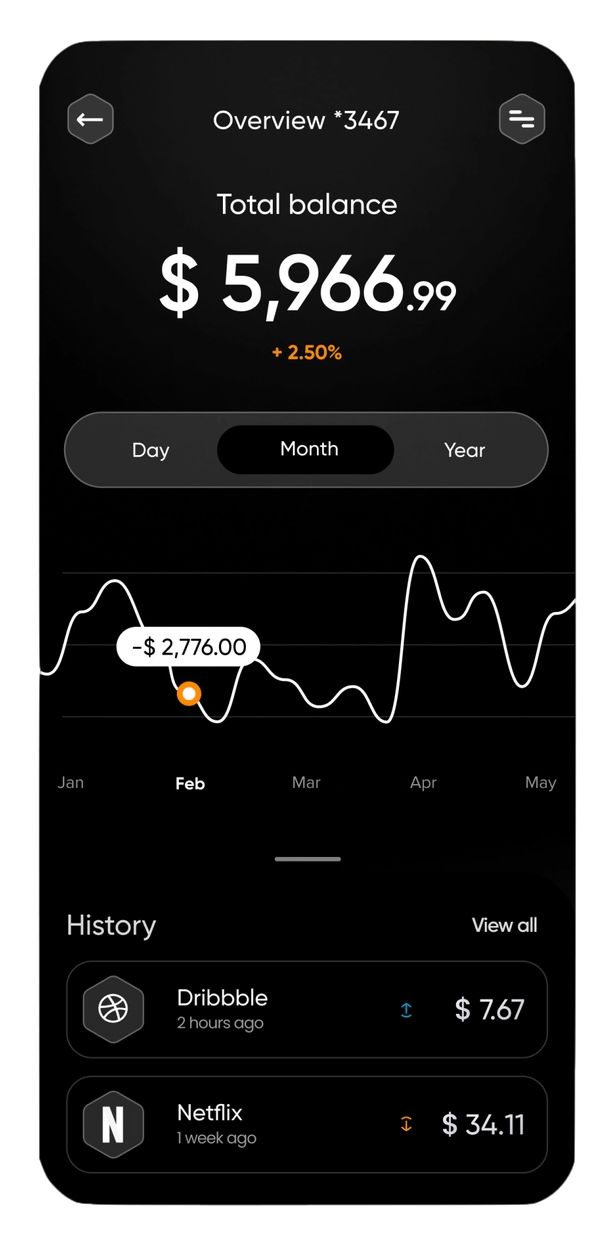 Overview *3467
Total balance
$ 5,966.99
+ 2.50%
Day Month Year
-$ 2,776.00
Jan Feb Mar Apr May
History View all
Dribbble
2 hours ago
$ 7.67
N
Netflix
1 week ago
$ 34.11